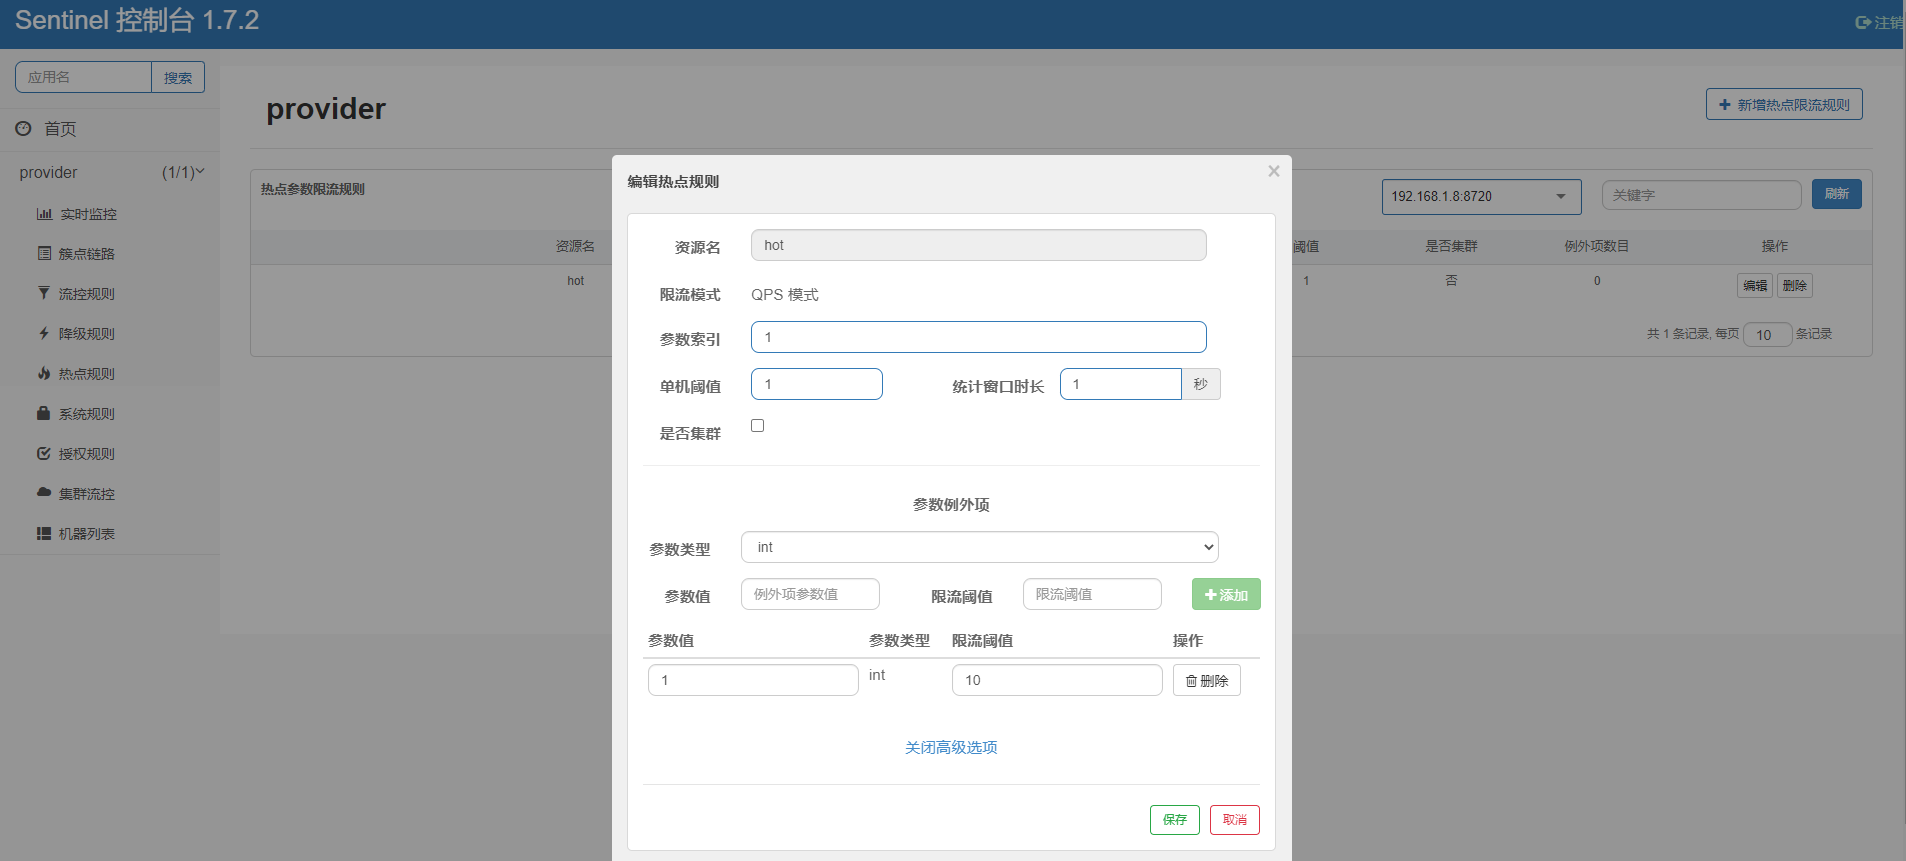 Sentinel 控制台 1.7.2
注销
应用名 搜索
首页
provider (1/1)
实时监控
簇点链路
流控规则
降级规则
热点规则
系统规则
授权规则
集群流控
机器列表
provider
新增热点限流规则
热点参数限流规则
192.168.1.8:8720 关键字 刷新
资源名 阈值 是否集群 例外项数目 操作
hot 1 否 0 编辑 删除
共 1 条记录, 每页 10 条记录
编辑热点规则 ×
资源名 hot
限流模式 QPS 模式
参数索引 1
单机阈值 1 统计窗口时长 1 秒
是否集群
参数例外项
参数类型 int
参数值 例外项参数值 限流阈值 限流阈值 添加
参数值 参数类型 限流阈值 操作
1 int 10 删除
关闭高级选项
保存 取消